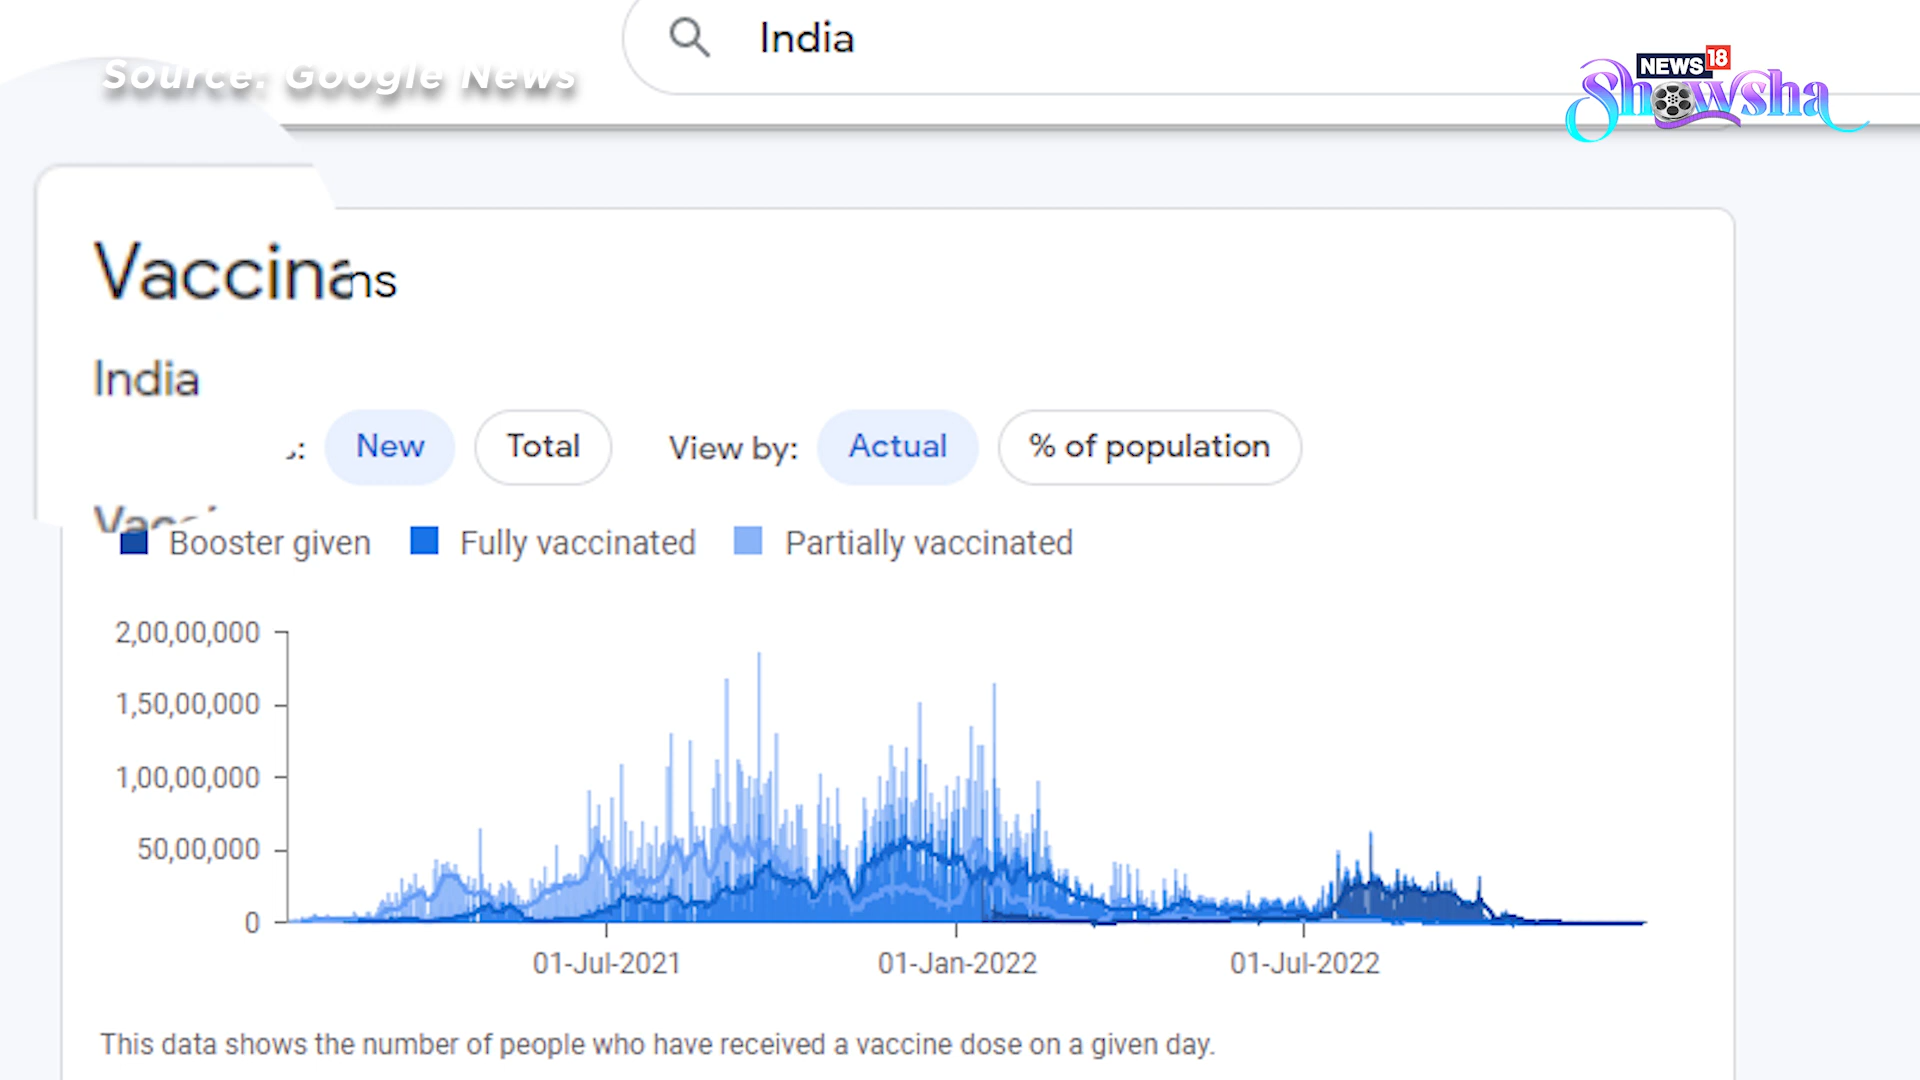 India
Source: Google News
NEWS 18
Showsha
India
New Total View by: Actual % of population
Booster given Fully vaccinated Partially vaccinated
2,00,00,000
1,50,00,000
1,00,00,000
50,00,000
0
01-Jul-2021 01-Jan-2022 01-Jul-2022
This data shows the number of people who have received a vaccine dose on a given day.